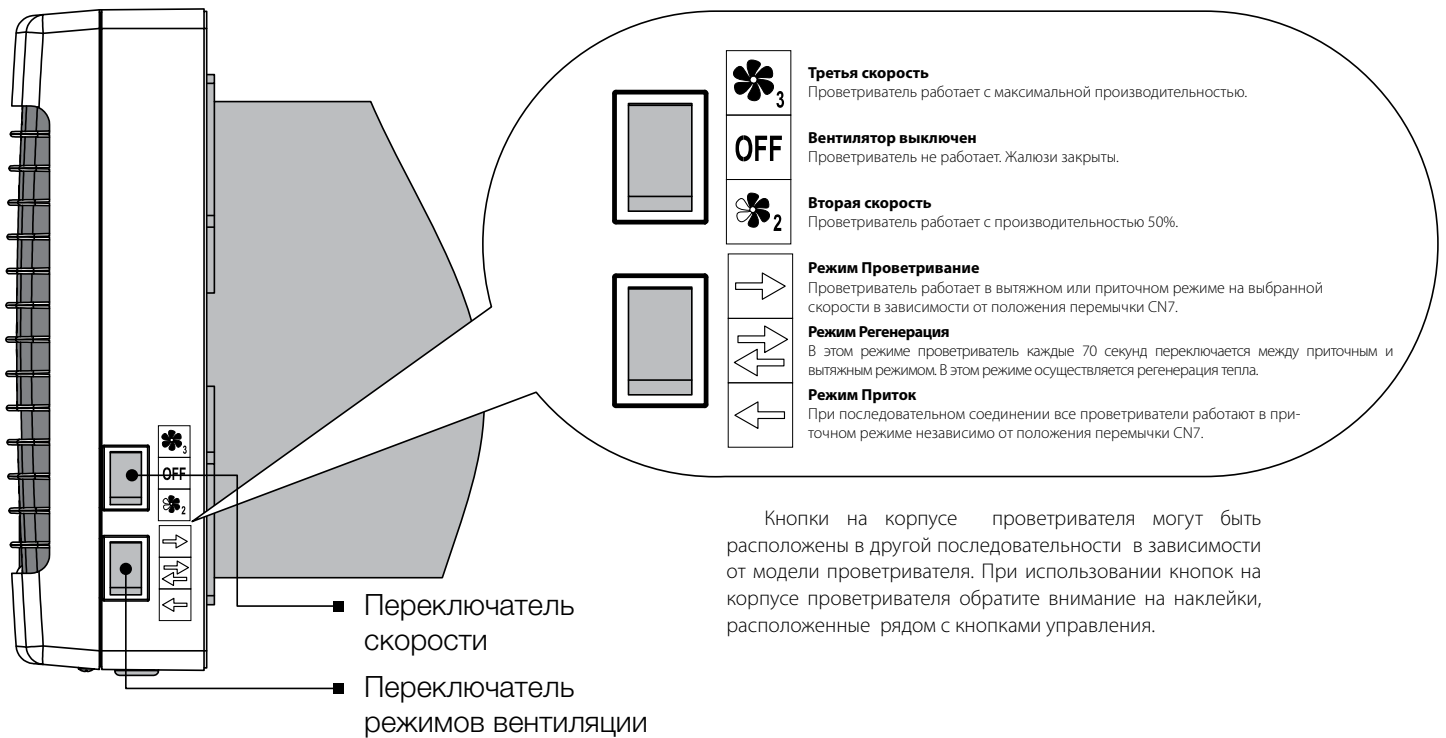 3
Третья скорость
Проветриватель работает с максимальной производительностью.
OFF
Вентилятор выключен
Проветриватель не работает. Жалюзи закрыты.
2
Вторая скорость
Проветриватель работает с производительностью 50%.
Режим Проветривание
Проветриватель работает в вытяжном или приточном режиме на выбранной
скорости в зависимости от положения перемычки CN7.
Режим Регенерация
В этом режиме проветриватель каждые 70 секунд переключается между приточным и
вытяжным режимом. В этом режиме осуществляется регенерация тепла.
Режим Приток
При последовательном соединении все проветриватели работают в при-
точном режиме независимо от положения перемычки CN7.
3
OFF
2
Кнопки на корпусе проветривателя могут быть
расположены в другой последовательности в зависимости
от модели проветривателя. При использовании кнопок на
корпусе проветривателя обратите внимание на наклейки,
расположенные рядом с кнопками управления.
Переключатель
скорости
Переключатель
режимов вентиляции